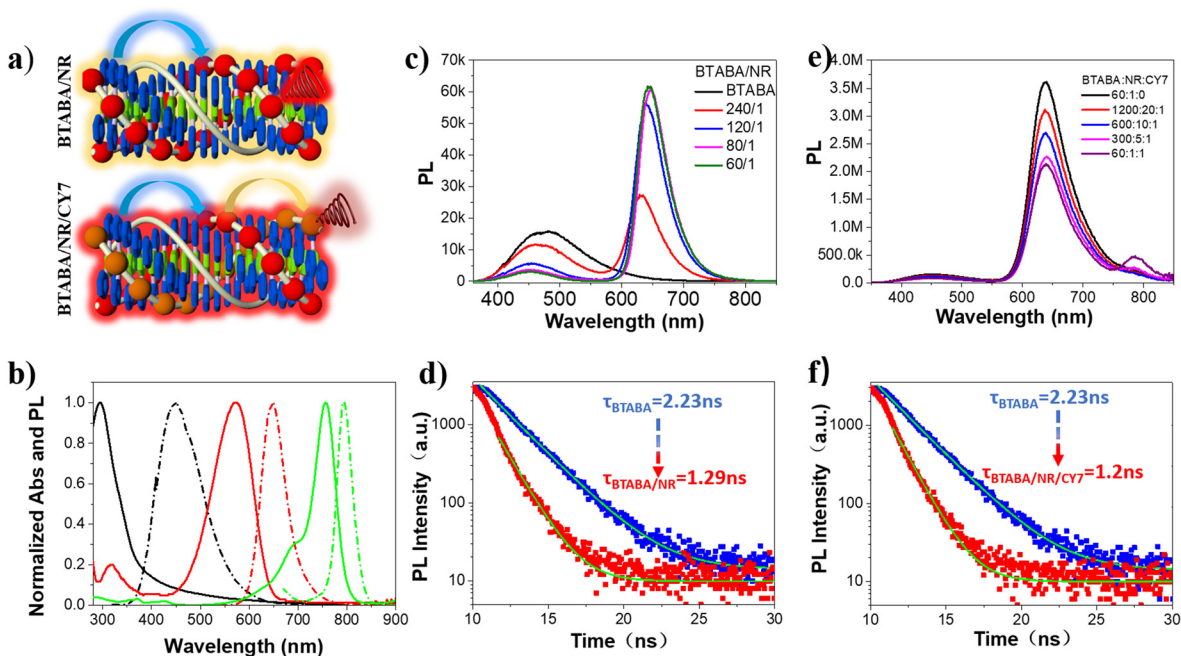 a)
BTABA/NR
BTABA/NR/CY7
b)
Normalized Abs and PL
1.0
0.8
0.6
0.4
0.2
0.0
300 400 500 600 700 800 900
Wavelength (nm)
c)
PL
70k
60k
50k
40k
30k
20k
10k
0
400 500 600 700 800
Wavelength (nm)
BTABA/NR
BTABA
240/1
120/1
80/1
60/1
d)
PL Intensity (a.u.)
1000
100
10
10 15 20 25 30
Time (ns)
τBTABA=2.23ns
τBTABA/NR=1.29ns
e)
PL
4.0M
3.5M
3.0M
2.5M
2.0M
1.5M
1.0M
500.0k
0.0
400 500 600 700 800
Wavelength (nm)
BTABA:NR:CY7
60:1:0
1200:20:1
600:10:1
300:5:1
60:1:1
f)
PL Intensity (a.u.)
1000
100
10
10 15 20 25 30
Time (ns)
τBTABA=2.23ns
τBTABA/NR/CY7=1.2ns